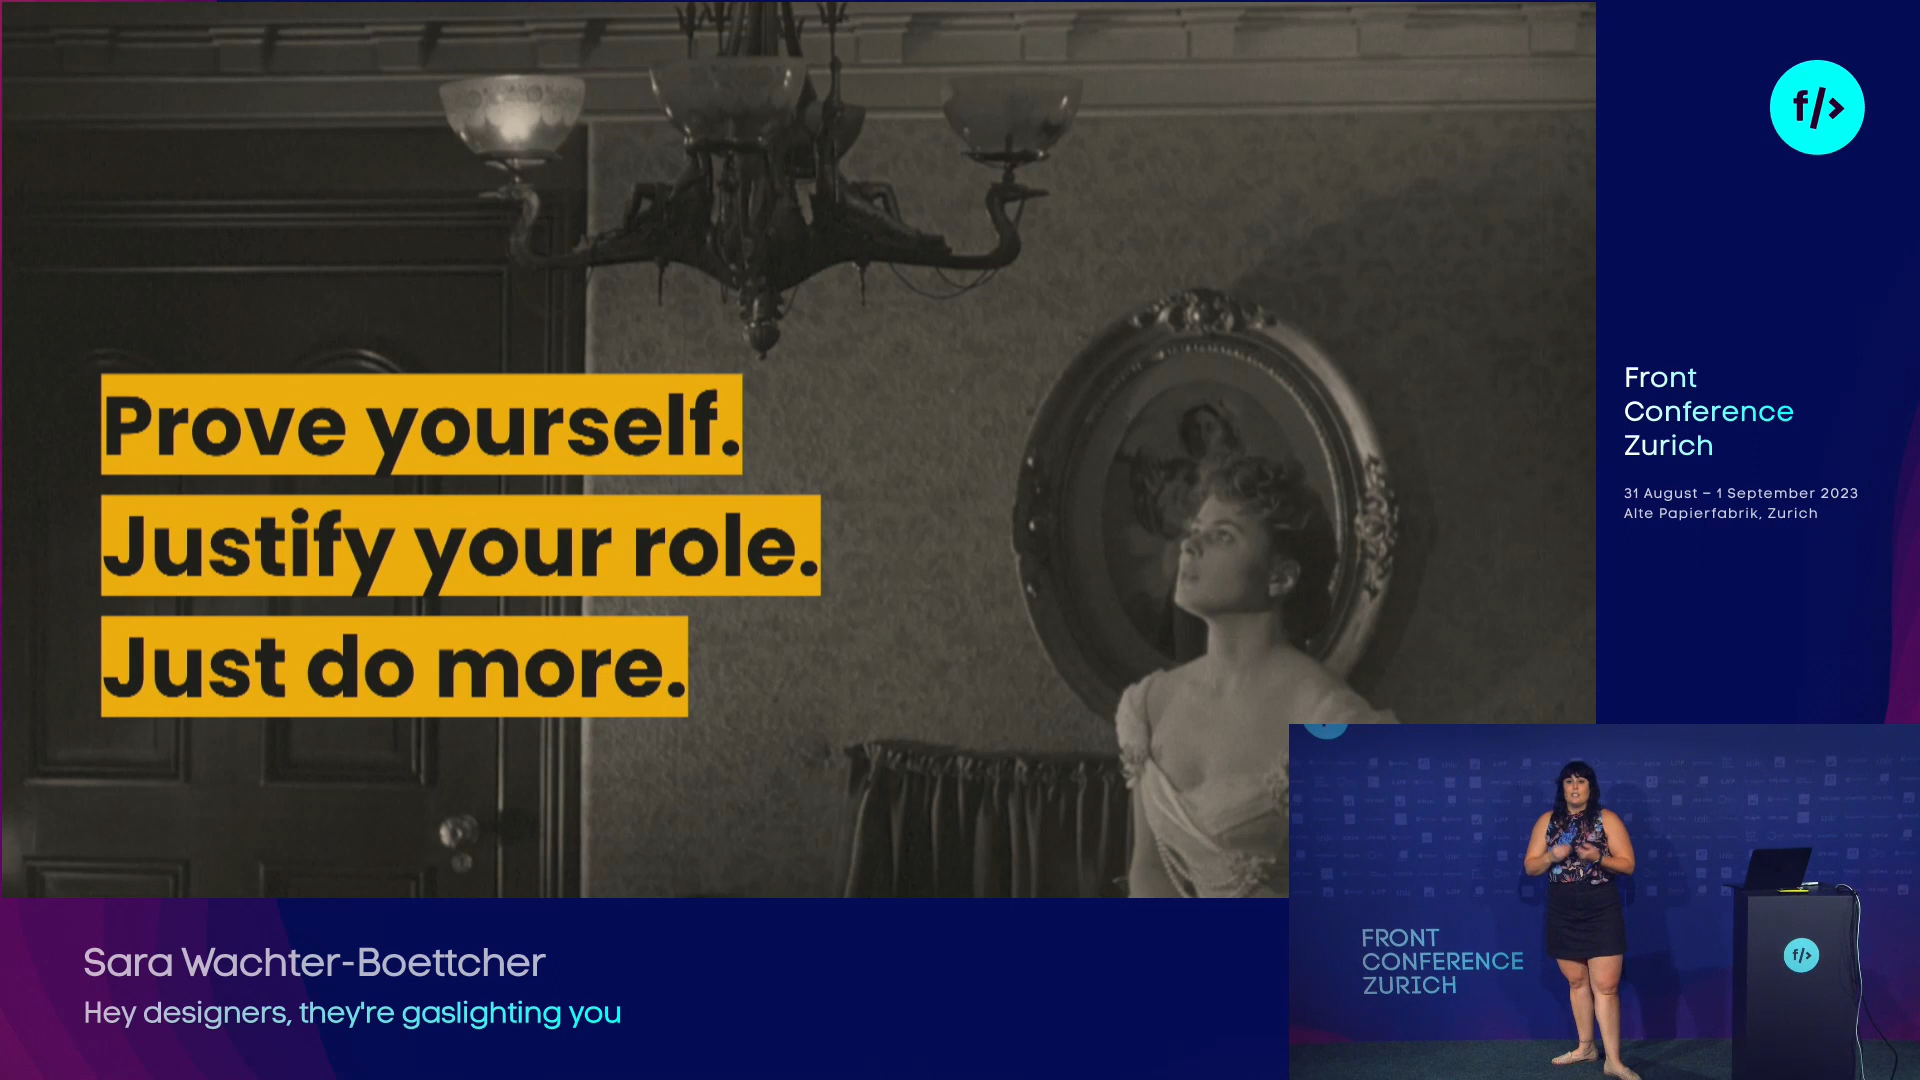 Prove yourself.
Justify your role.
Just do more.
f/>
Front
Conference
Zurich
31 August – 1 September 2023
Alte Papierfabrik, Zurich
Sara Wachter-Boettcher
Hey designers, they're gaslighting you
FRONT
CONFERENCE
ZURICH
f/>